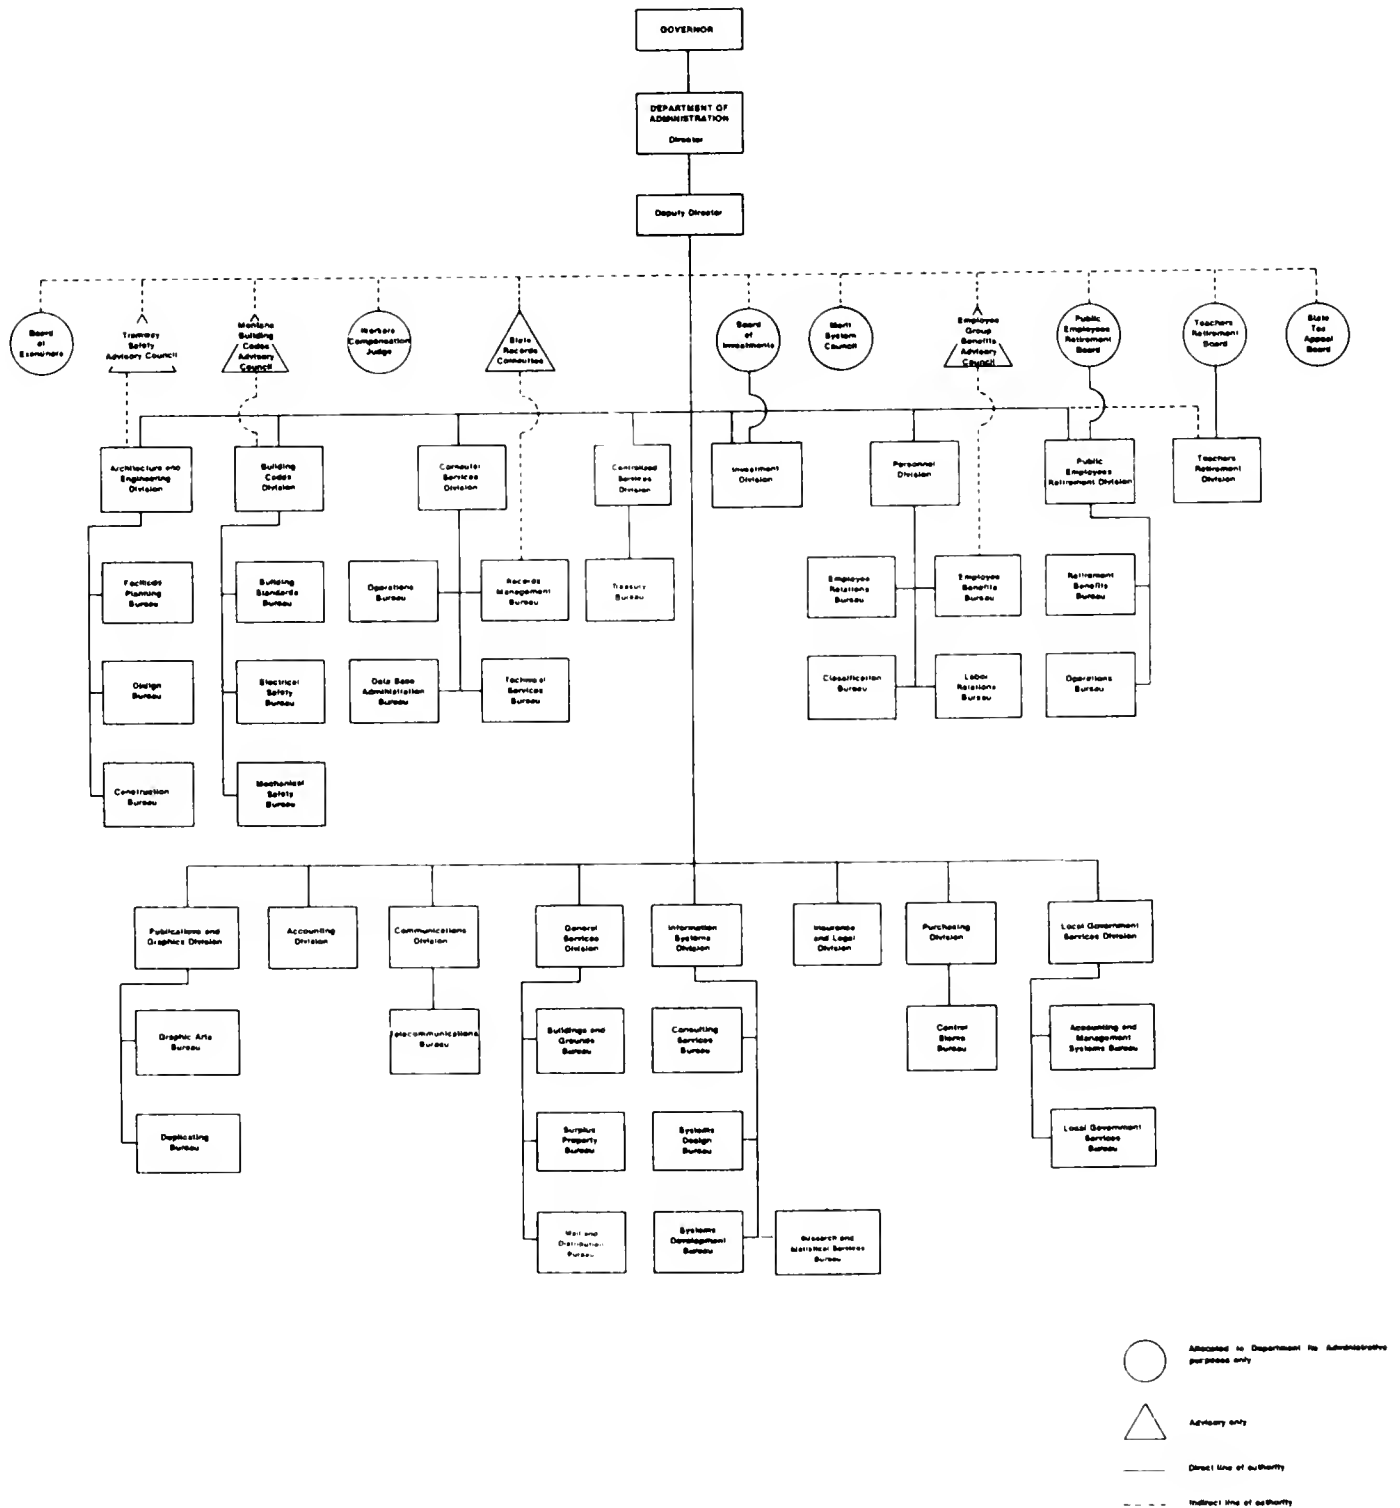 GOVERNOR
DEPARTMENT OF
ADMINISTRATION
Director
Deputy Director
Board
of
Examiners
Tramway
Safety
Advisory Council
Montana
Building
Codes
Advisory
Council
Workers
Compensation
Judge
State
Records
Committee
Board
of
Investments
Merit
System
Council
Employee
Group
Benefits
Advisory
Council
Public
Employees
Retirement
Board
Teachers
Retirement
Board
State
Tax
Appeal
Board
Architecture and
Engineering
Division
Building
Codes
Division
Computer
Services
Division
Centralized
Services
Division
Investment
Division
Personnel
Division
Public
Employees
Retirement Division
Teachers
Retirement
Division
Facilities
Planning
Bureau
Building
Standards
Bureau
Operations
Bureau
Records
Management
Bureau
Treasury
Bureau
Employee
Relations
Bureau
Employee
Benefits
Bureau
Retirement
Benefits
Bureau
Design
Bureau
Electrical
Safety
Bureau
Data Base
Administration
Bureau
Technical
Services
Bureau
Classification
Bureau
Labor
Relations
Bureau
Operations
Bureau
Construction
Bureau
Mechanical
Safety
Bureau
Publications and
Graphics Division
Accounting
Division
Communications
Division
General
Services
Division
Information
Systems
Division
Insurance
and Legal
Division
Purchasing
Division
Local Government
Services Division
Graphic Arts
Bureau
Telecommunications
Bureau
Buildings and
Grounds
Bureau
Consulting
Services
Bureau
Central
Stores
Bureau
Accounting and
Management
Systems Bureau
Duplicating
Bureau
Surplus
Property
Bureau
Systems
Design
Bureau
Local Government
Services
Bureau
Mail and
Distribution
Bureau
Systems
Development
Bureau
Research and
Statistical Services
Bureau
Allocated to Department for Administrative
purposes only
Advisory only
Direct line of authority
Indirect line of authority